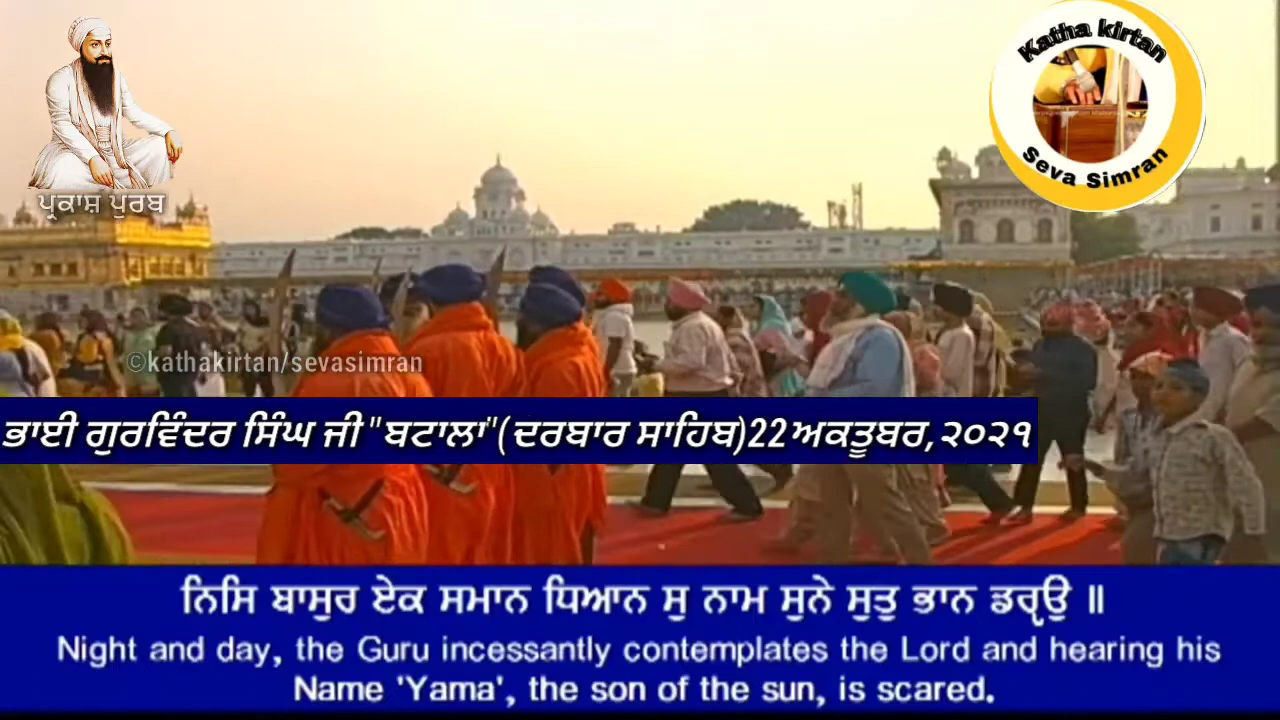 Katha kirtan
Seva Simran
ਪ੍ਰਕਾਸ਼ ਪੁਰਬ
©kathakirtan/sevasimran
ਭਾਈ ਗੁਰਵਿੰਦਰ ਸਿੰਘ ਜੀ "ਬਟਾਲਾ"(ਦਰਬਾਰ ਸਾਹਿਬ)22 ਅਕਤੂਬਰ,੨੦੨੧
ਨਿਸਿ ਬਾਸੁਰ ਏਕ ਸਮਾਨ ਧਿਆਨ ਸੁ ਨਾਮ ਸੁਨੇ ਸੁਤੁ ਭਾਨ ਡਰੵਉ ॥
Night and day, the Guru incessantly contemplates the Lord and hearing his
Name 'Yama', the son of the sun, is scared.